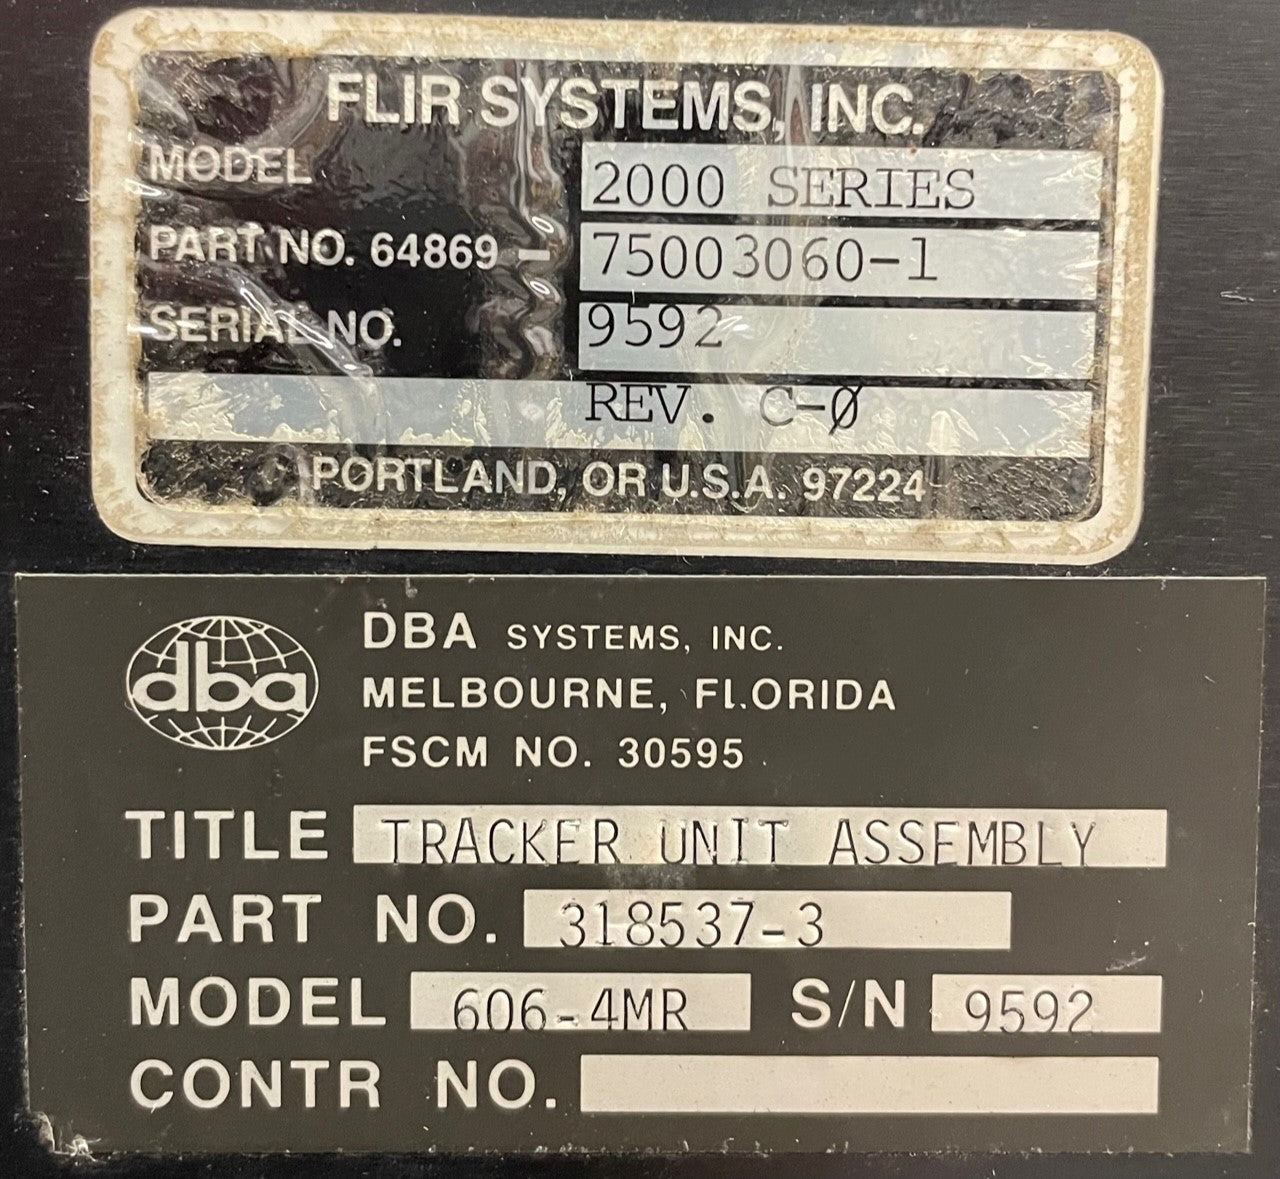 FLIR SYSTEMS, INC.
MODEL 2000 SERIES
PART NO. 64869 - 75003060-1
SERIAL NO. 9592
REV. C-Ø
PORTLAND, OR U.S.A. 97224
dba
DBA SYSTEMS, INC.
MELBOURNE, FLORIDA
FSCM NO. 30595
TITLE TRACKER UNIT ASSEMBLY
PART NO. 318537-3
MODEL 606-4MR S/N 9592
CONTR NO.